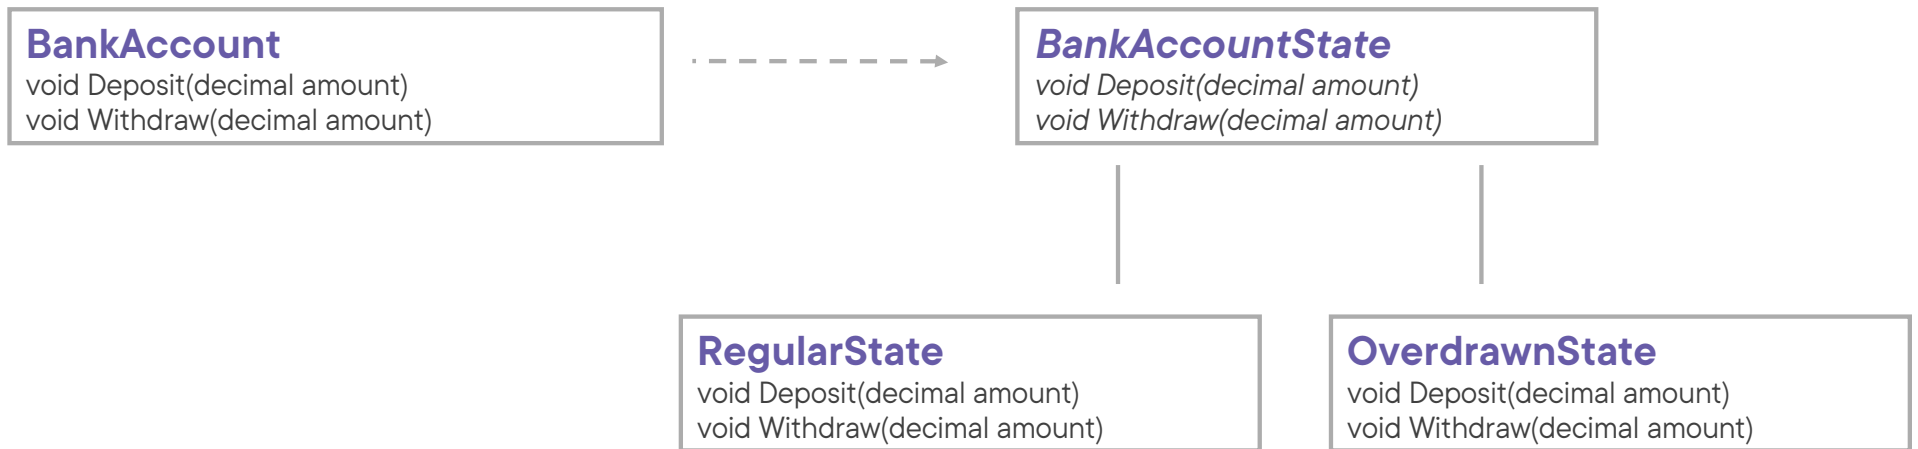 BankAccount
void Deposit(decimal amount)
void Withdraw(decimal amount)
BankAccountState
void Deposit(decimal amount)
void Withdraw(decimal amount)
RegularState
void Deposit(decimal amount)
void Withdraw(decimal amount)
OverdrawnState
void Deposit(decimal amount)
void Withdraw(decimal amount)